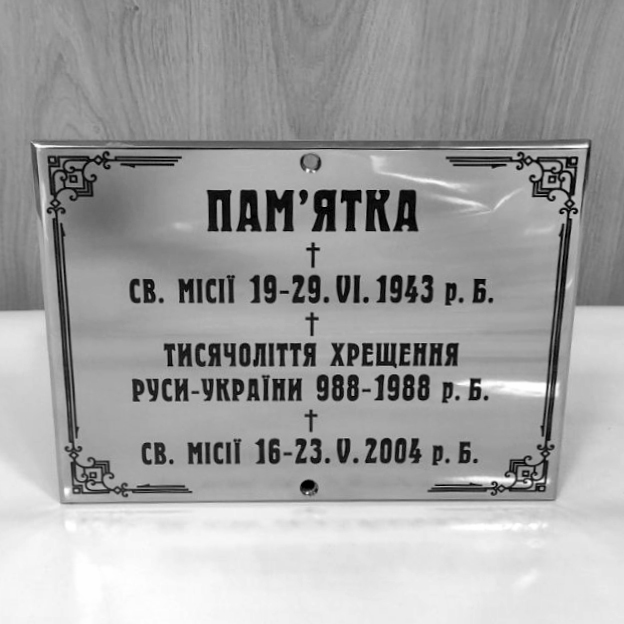 ПАМ’ЯТКА
†
СВ. МІСІЇ 19-29.VI.1943 р.Б.
†
ТИСЯЧОЛІТТЯ ХРЕЩЕННЯ
РУСИ-УКРАЇНИ 988-1988 р.Б.
†
СВ. МІСІЇ 16-23.V.2004 р.Б.